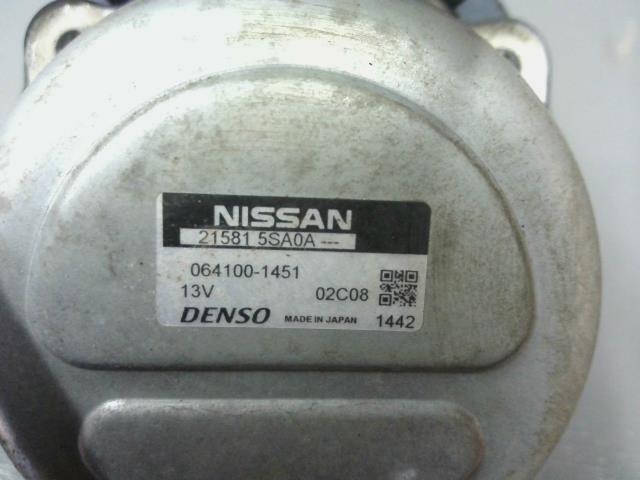 NISSAN
21581 5SA0A ---
064100-1451
13V 02C08
DENSO MADE IN JAPAN 1442